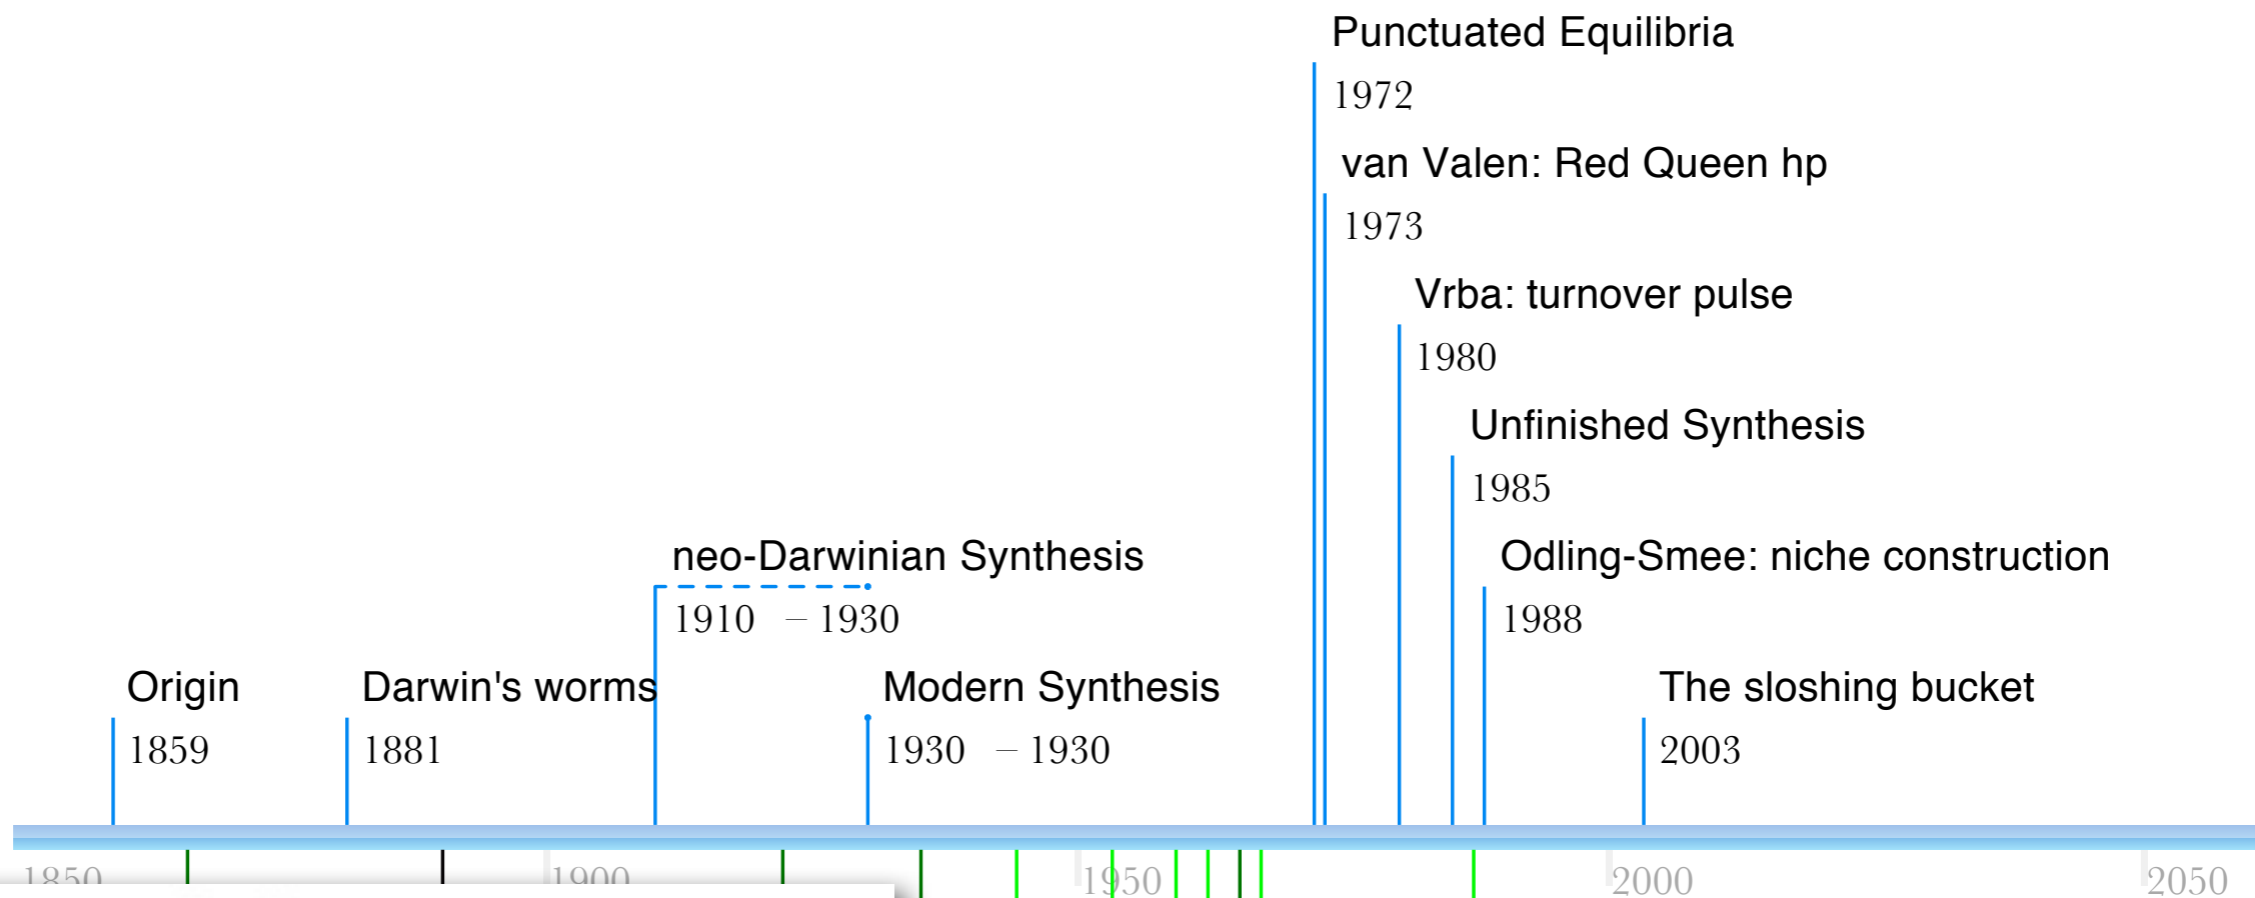 Punctuated Equilibria
1972
van Valen: Red Queen hp
1973
Vrba: turnover pulse
1980
Unfinished Synthesis
1985
neo-Darwinian Synthesis
1910 – 1930
Odling-Smee: niche construction
1988
Origin
1859
Darwin's worms
1881
Modern Synthesis
1930 – 1930
The sloshing bucket
2003
1850 1900 1950 2000 2050